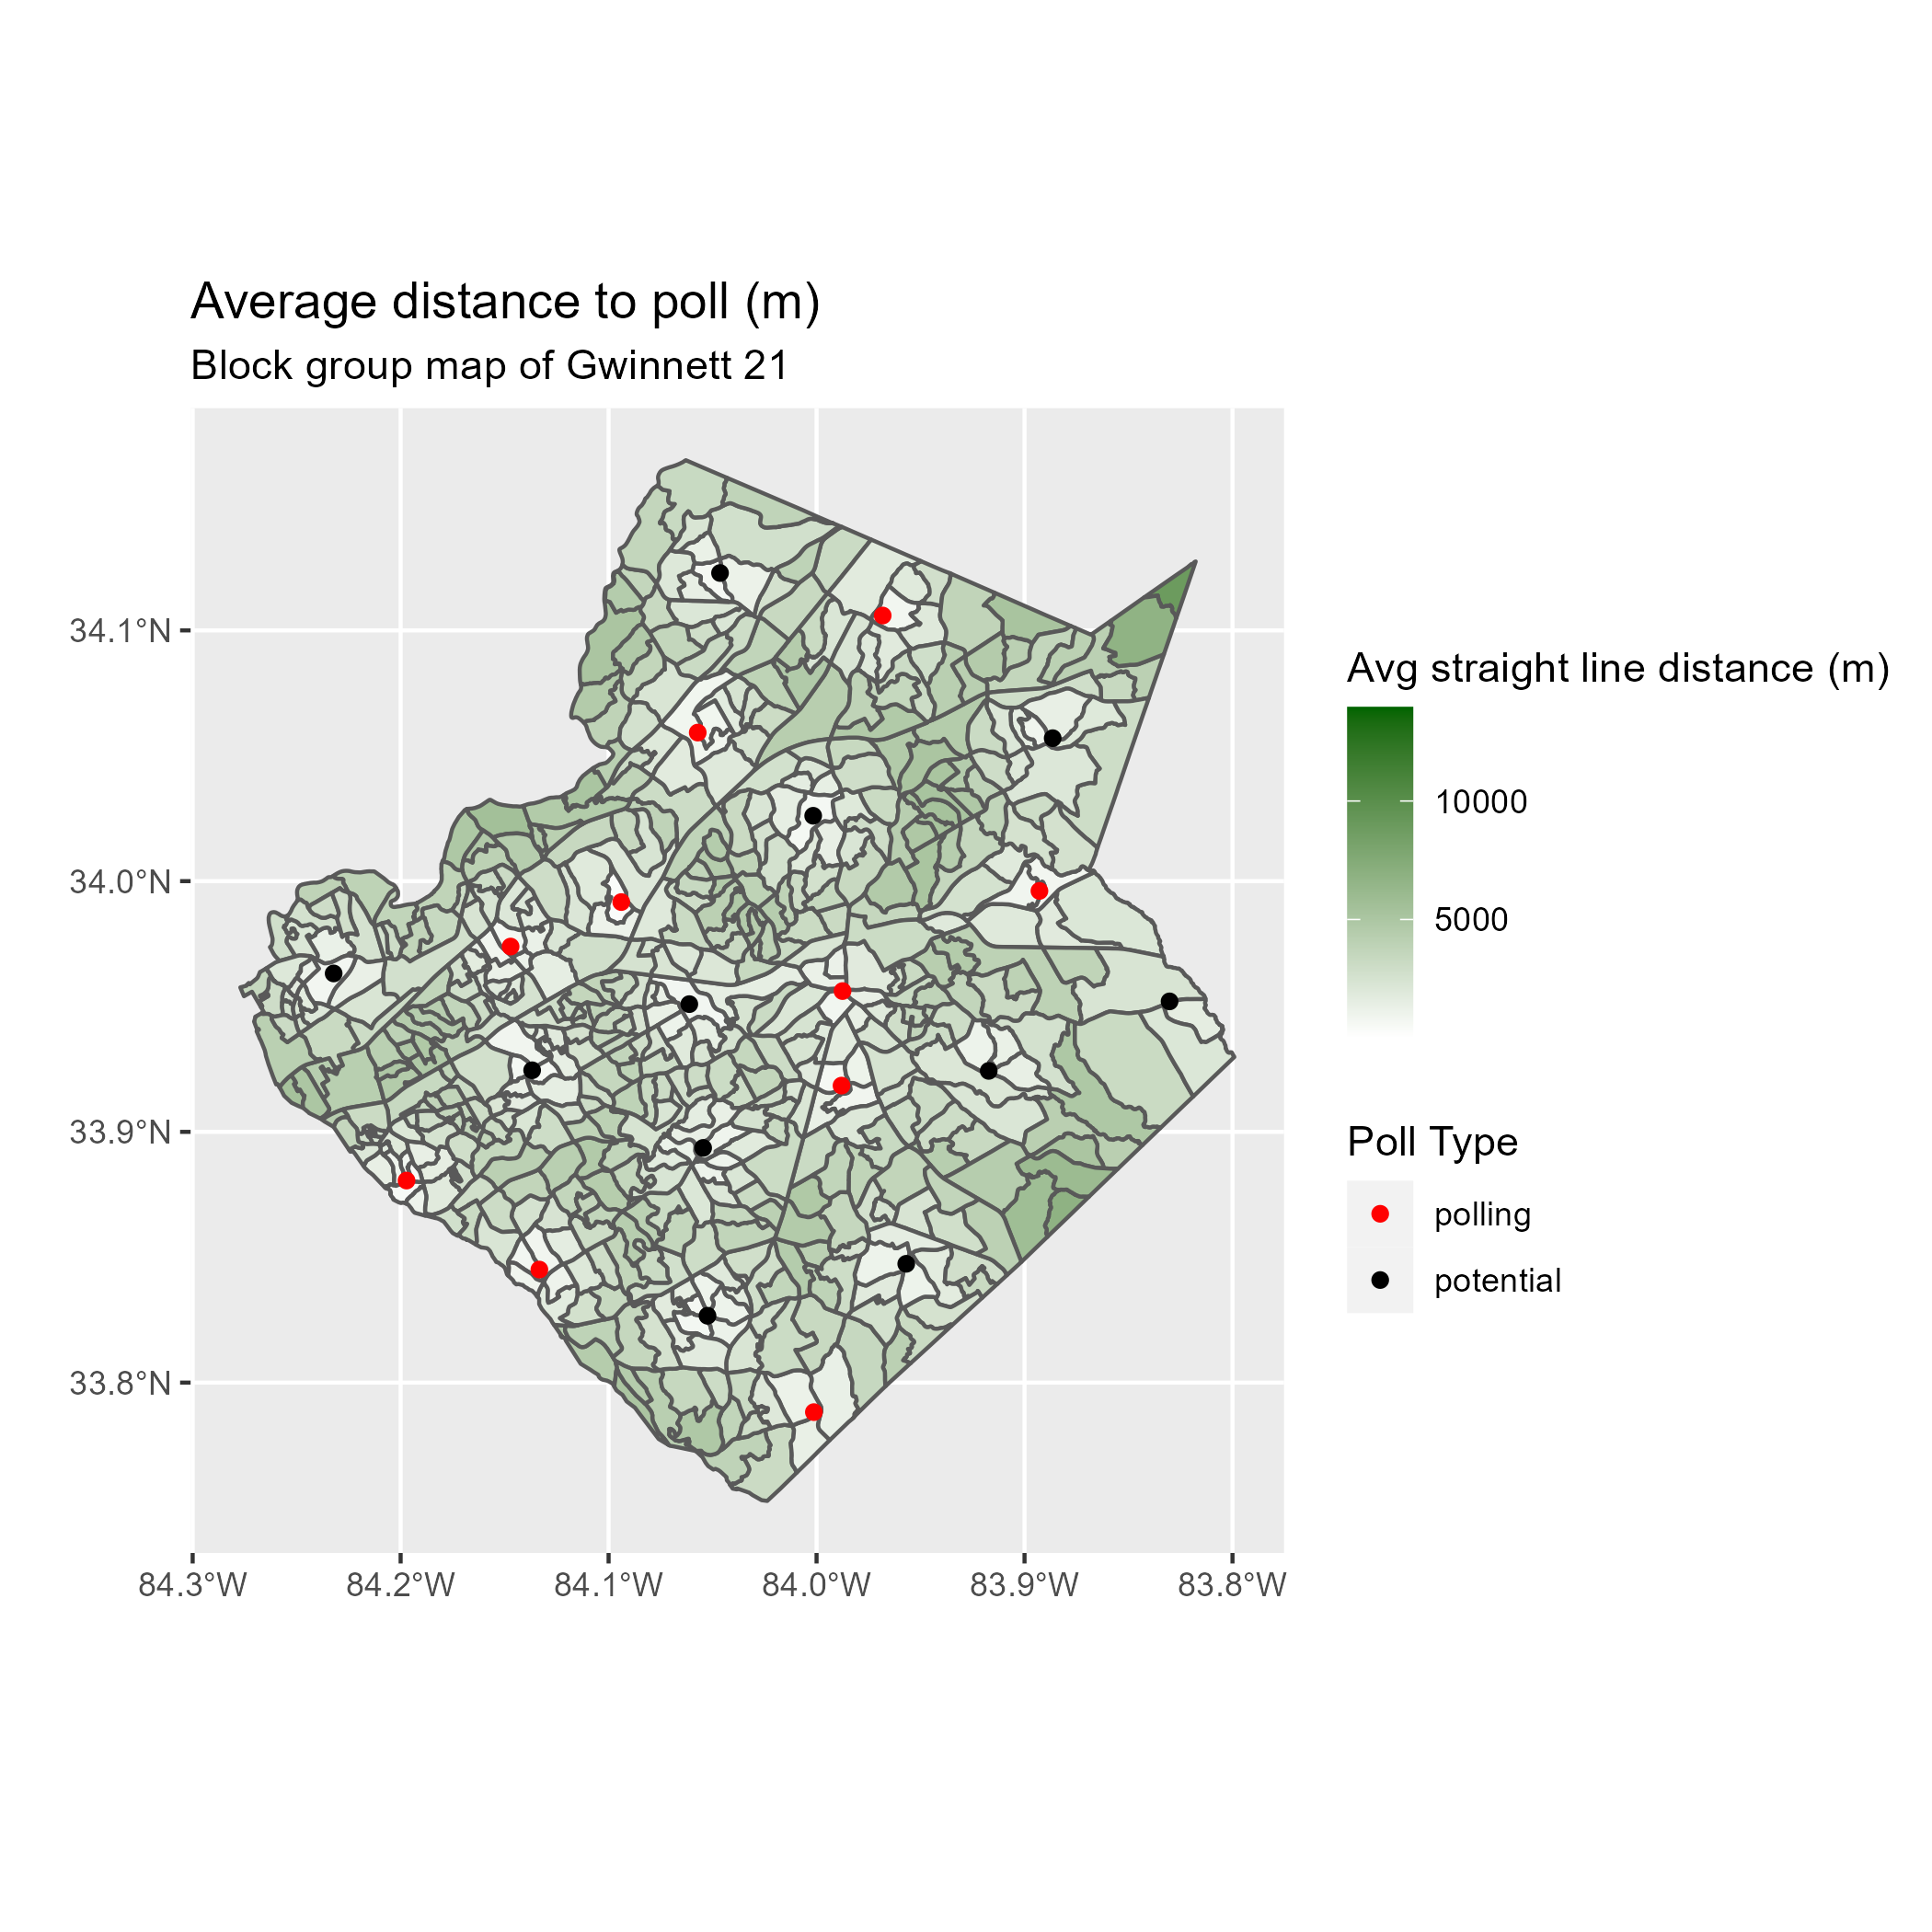 Average distance to poll (m)
Block group map of Gwinnett 21
34.1°N
34.0°N
33.9°N
33.8°N
84.3°W
84.2°W
84.1°W
84.0°W
83.9°W
83.8°W
Avg straight line distance (m)
10000
5000
Poll Type
polling
potential